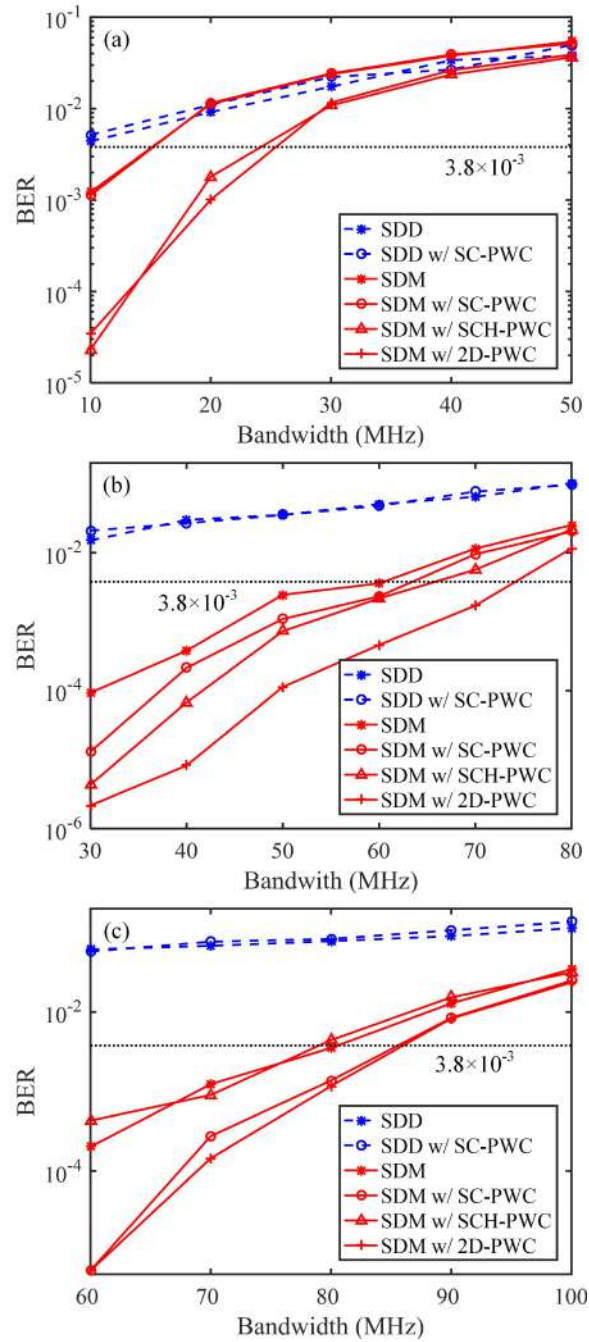 (a)
10^-1
10^-2
10^-3
10^-4
10^-5
BER
3.8×10^-3
SDD
SDD w/ SC-PWC
SDM
SDM w/ SC-PWC
SDM w/ SCH-PWC
SDM w/ 2D-PWC
10 20 30 40 50
Bandwidth (MHz)
(b)
10^-2
10^-4
10^-6
BER
3.8×10^-3
SDD
SDD w/ SC-PWC
SDM
SDM w/ SC-PWC
SDM w/ SCH-PWC
SDM w/ 2D-PWC
30 40 50 60 70 80
Bandwith (MHz)
(c)
10^-2
10^-4
BER
3.8×10^-3
SDD
SDD w/ SC-PWC
SDM
SDM w/ SC-PWC
SDM w/ SCH-PWC
SDM w/ 2D-PWC
60 70 80 90 100
Bandwidth (MHz)